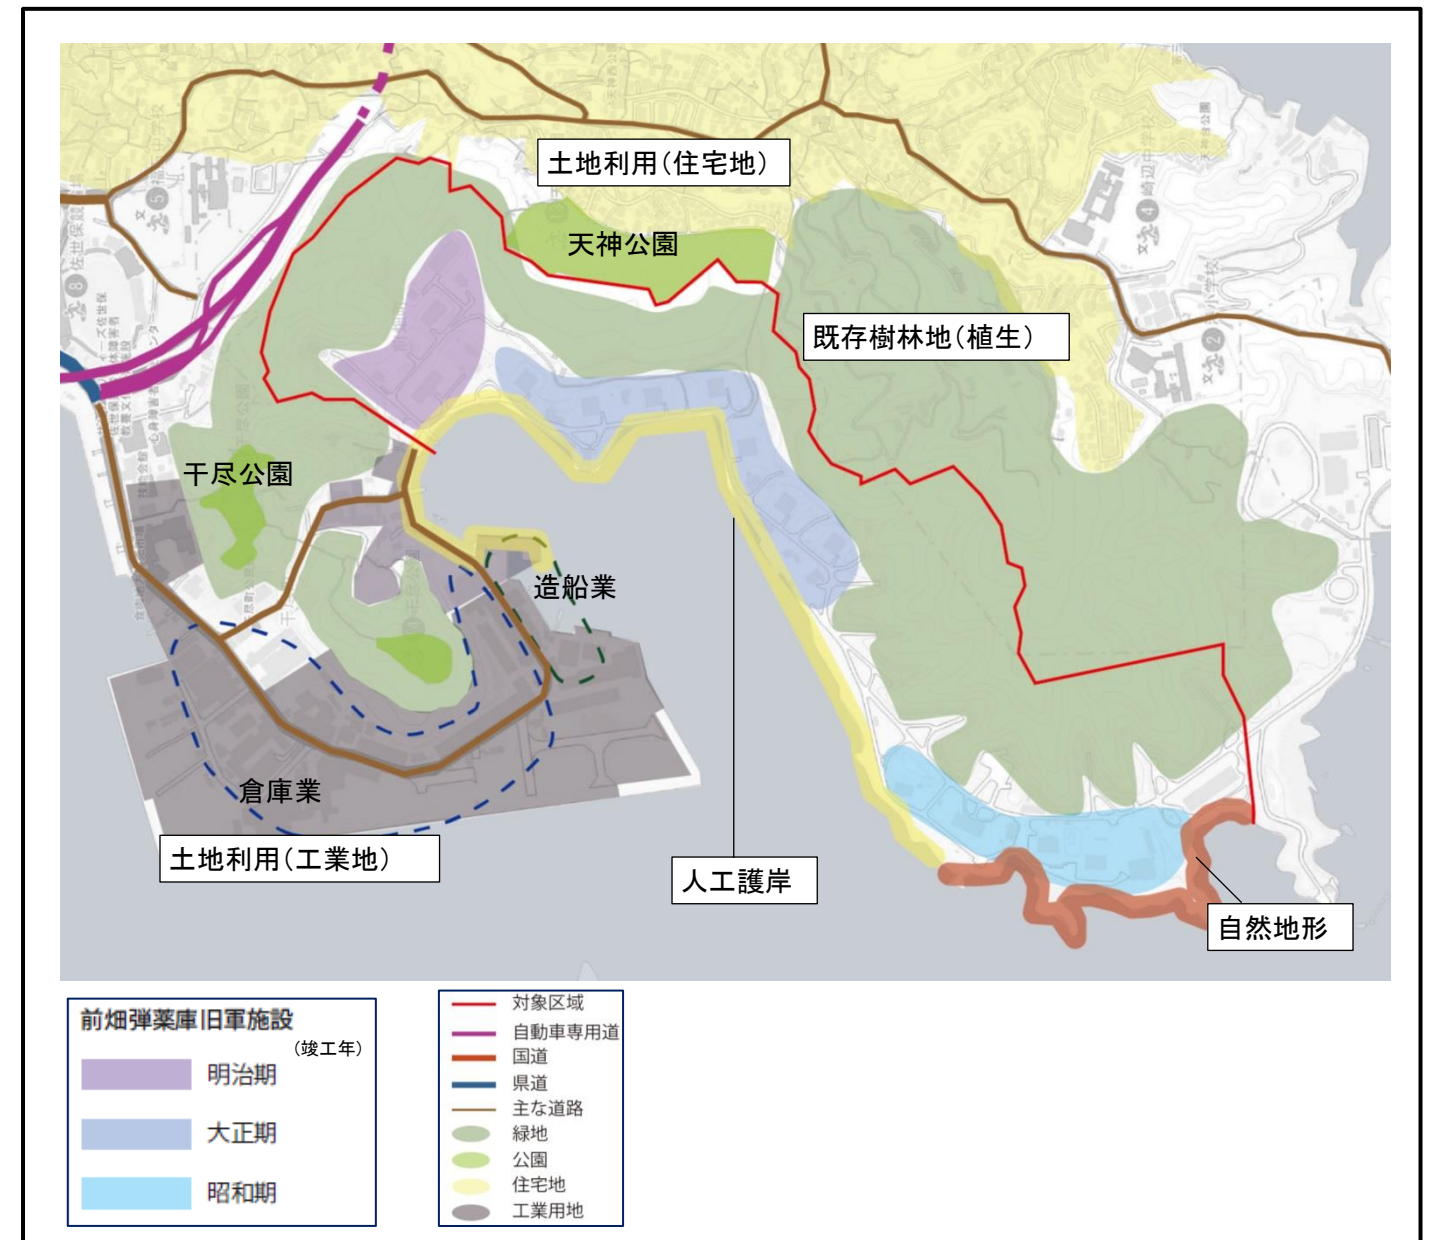 土地利用(住宅地)
天神公園
既存樹林地(植生)
干尽公園
造船業
倉庫業
土地利用(工業地)
人工護岸
自然地形
前畑弾薬庫旧軍施設
(竣工年)
明治期
大正期
昭和期
対象区域
自動車専用道
国道
県道
主な道路
緑地
公園
住宅地
工業用地